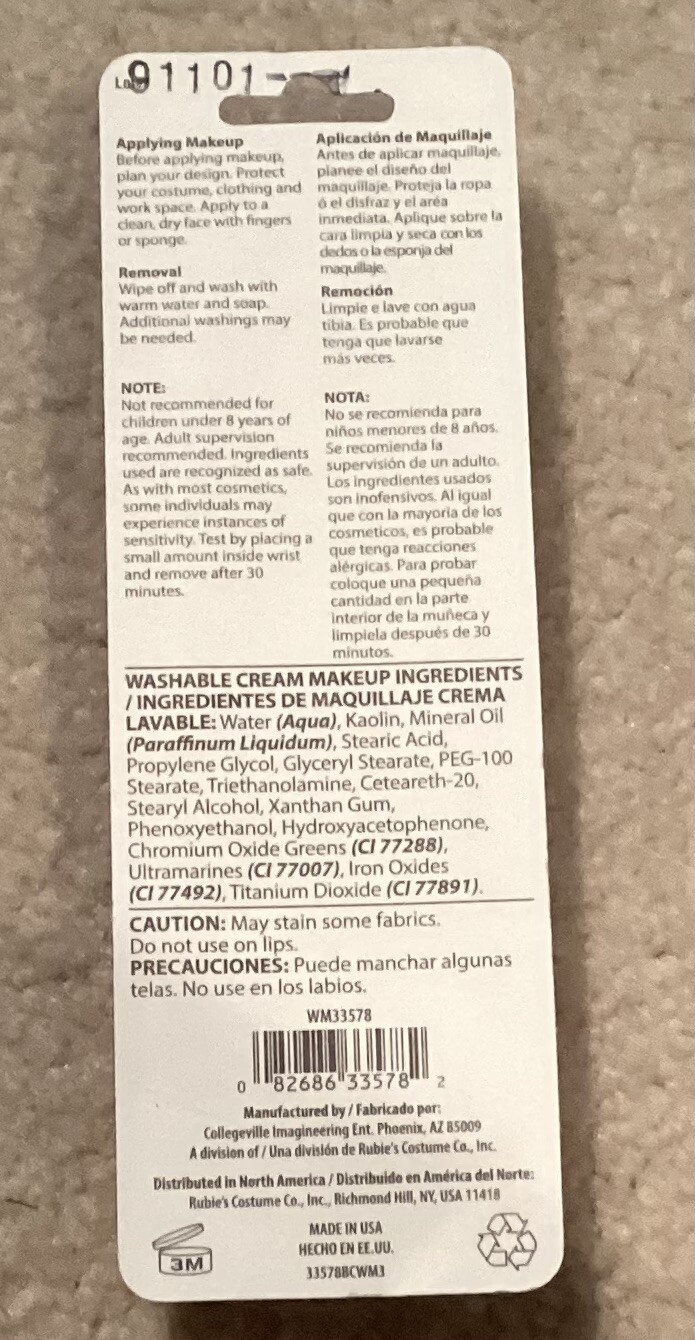 Lot
91101
Applying Makeup
Before applying makeup,
plan your design. Protect
your costume, clothing and
work space. Apply to a
clean, dry face with fingers
or sponge.
Removal
Wipe off and wash with
warm water and soap.
Additional washings may
be needed.
NOTE:
Not recommended for
children under 8 years of
age. Adult supervision
recommended. Ingredients
used are recognized as safe.
As with most cosmetics,
some individuals may
experience instances of
sensitivity. Test by placing a
small amount inside wrist
and remove after 30
minutes.
Aplicación de Maquillaje
Antes de aplicar maquillaje,
planee el diseño del
maquillaje. Proteja la ropa
ó el disfraz y el aréa
inmediata. Aplique sobre la
cara limpia y seca con los
dedos o la esponja del
maquillaje.
Remoción
Limpie e lave con agua
tibia. Es probable que
tenga que lavarse
más veces.
NOTA:
No se recomienda para
niños menores de 8 años.
Se recomienda la
supervisión de un adulto.
Los ingredientes usados
son inofensivos. Al igual
que con la mayoria de los
cosmeticos, es probable
que tenga reacciones
alérgicas. Para probar
coloque una pequeña
cantidad en la parte
interior de la muñeca y
limpiela después de 30
minutos.
WASHABLE CREAM MAKEUP INGREDIENTS
/ INGREDIENTES DE MAQUILLAJE CREMA
LAVABLE: Water (Aqua), Kaolin, Mineral Oil
(Paraffinum Liquidum), Stearic Acid,
Propylene Glycol, Glyceryl Stearate, PEG-100
Stearate, Triethanolamine, Ceteareth-20,
Stearyl Alcohol, Xanthan Gum,
Phenoxyethanol, Hydroxyacetophenone,
Chromium Oxide Greens (CI 77288),
Ultramarines (CI 77007), Iron Oxides
(CI 77492), Titanium Dioxide (CI 77891).
CAUTION: May stain some fabrics.
Do not use on lips.
PRECAUCIONES: Puede manchar algunas
telas. No use en los labios.
WM33578
0 82686 33578 2
Manufactured by / Fabricado por:
Collegeville Imagineering Ent. Phoenix, AZ 85009
A division of / Una división de Rubie's Costume Co., Inc.
Distributed in North America / Distribuido en América del Norte:
Rubie's Costume Co., Inc., Richmond Hill, NY, USA 11418
MADE IN USA
HECHO EN EE.UU.
33578BCWM3
3M